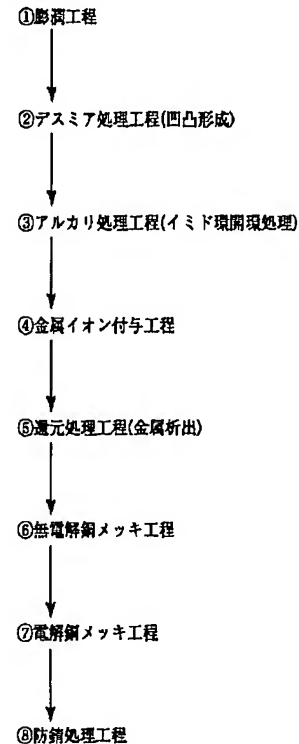 ①膨潤工程
②デスミア処理工程(凹凸形成)
③アルカリ処理工程(イミド環開環処理)
④金属イオン付与工程
⑤還元処理工程(金属析出)
⑥無電解銅メッキ工程
⑦電解銅メッキ工程
⑧防錆処理工程